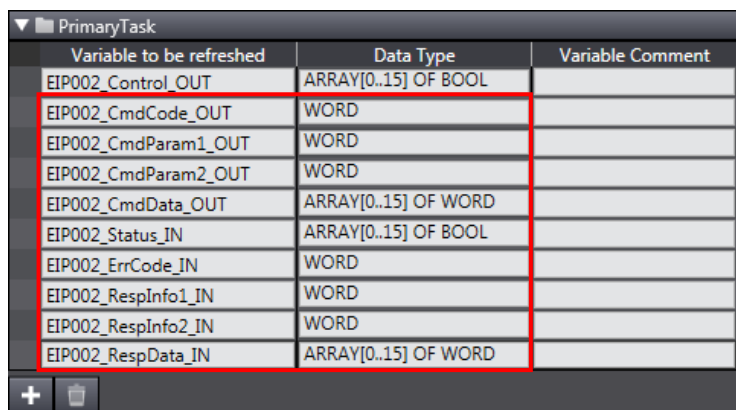 PrimaryTask
Variable to be refreshed Data Type Variable Comment
EIP002_Control_OUT ARRAY[0..15] OF BOOL
EIP002_CmdCode_OUT WORD
EIP002_CmdParam1_OUT WORD
EIP002_CmdParam2_OUT WORD
EIP002_CmdData_OUT ARRAY[0..15] OF WORD
EIP002_Status_IN ARRAY[0..15] OF BOOL
EIP002_ErrCode_IN WORD
EIP002_RespInfo1_IN WORD
EIP002_RespInfo2_IN WORD
EIP002_RespData_IN ARRAY[0..15] OF WORD